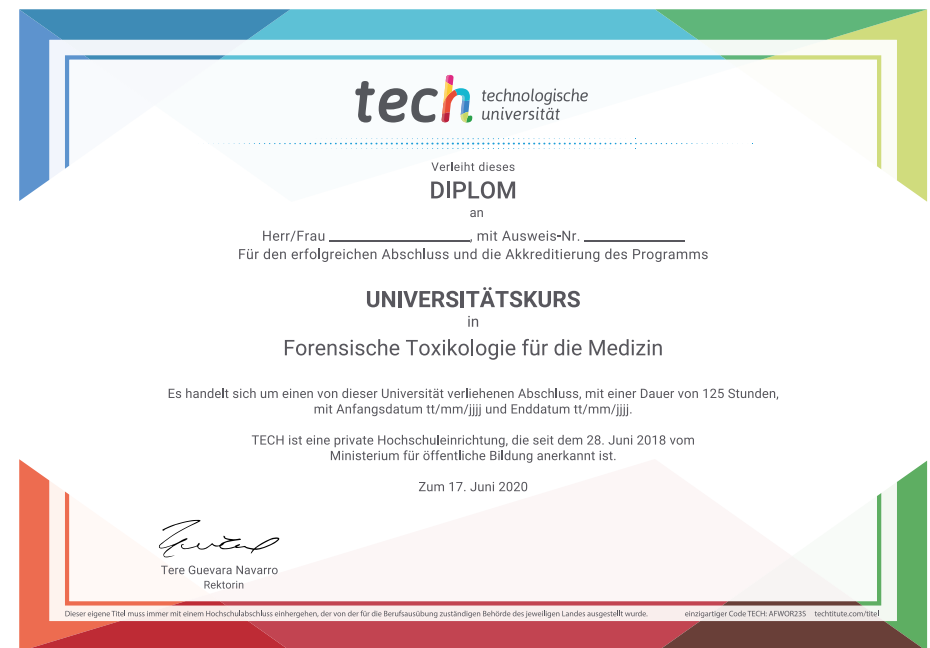 tech technologische
universität
Verleiht dieses
DIPLOM
an
Herr/Frau ____________________, mit Ausweis-Nr. ______________
Für den erfolgreichen Abschluss und die Akkreditierung des Programms
UNIVERSITÄTSKURS
in
Forensische Toxikologie für die Medizin
Es handelt sich um einen von dieser Universität verliehenen Abschluss, mit einer Dauer von 125 Stunden,
mit Anfangsdatum tt/mm/jjjj und Enddatum tt/mm/jjjj.
TECH ist eine private Hochschuleinrichtung, die seit dem 28. Juni 2018 vom
Ministerium für öffentliche Bildung anerkannt ist.
Zum 17. Juni 2020
Tere Guevara Navarro
Rektorin
Dieser eigene Titel muss immer mit einem Hochschulabschluss einhergehen, der von der für die Berufsausübung zuständigen Behörde des jeweiligen Landes ausgestellt wurde. einzigartiger Code TECH: AFWOR23S techtitute.com/titel